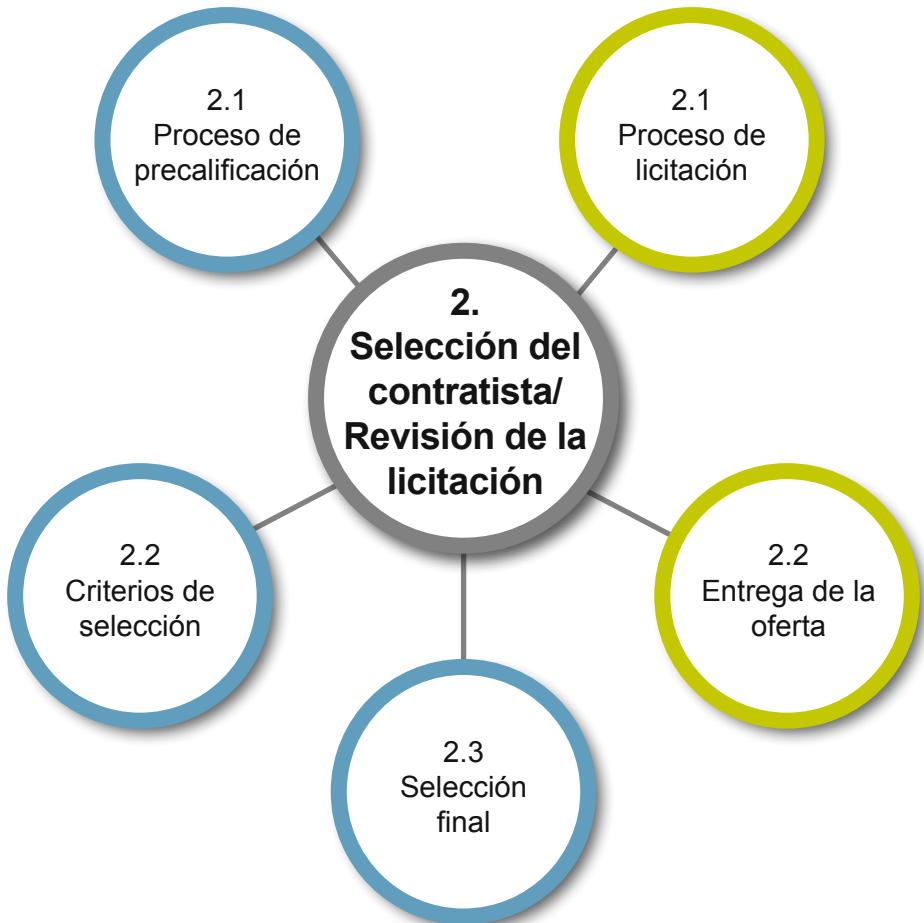 2.1
Proceso de
precalificación
2.1
Proceso de
licitación
2.
Selección del
contratista/
Revisión de la
licitación
2.2
Criterios de
selección
2.2
Entrega de la
oferta
2.3
Selección
final